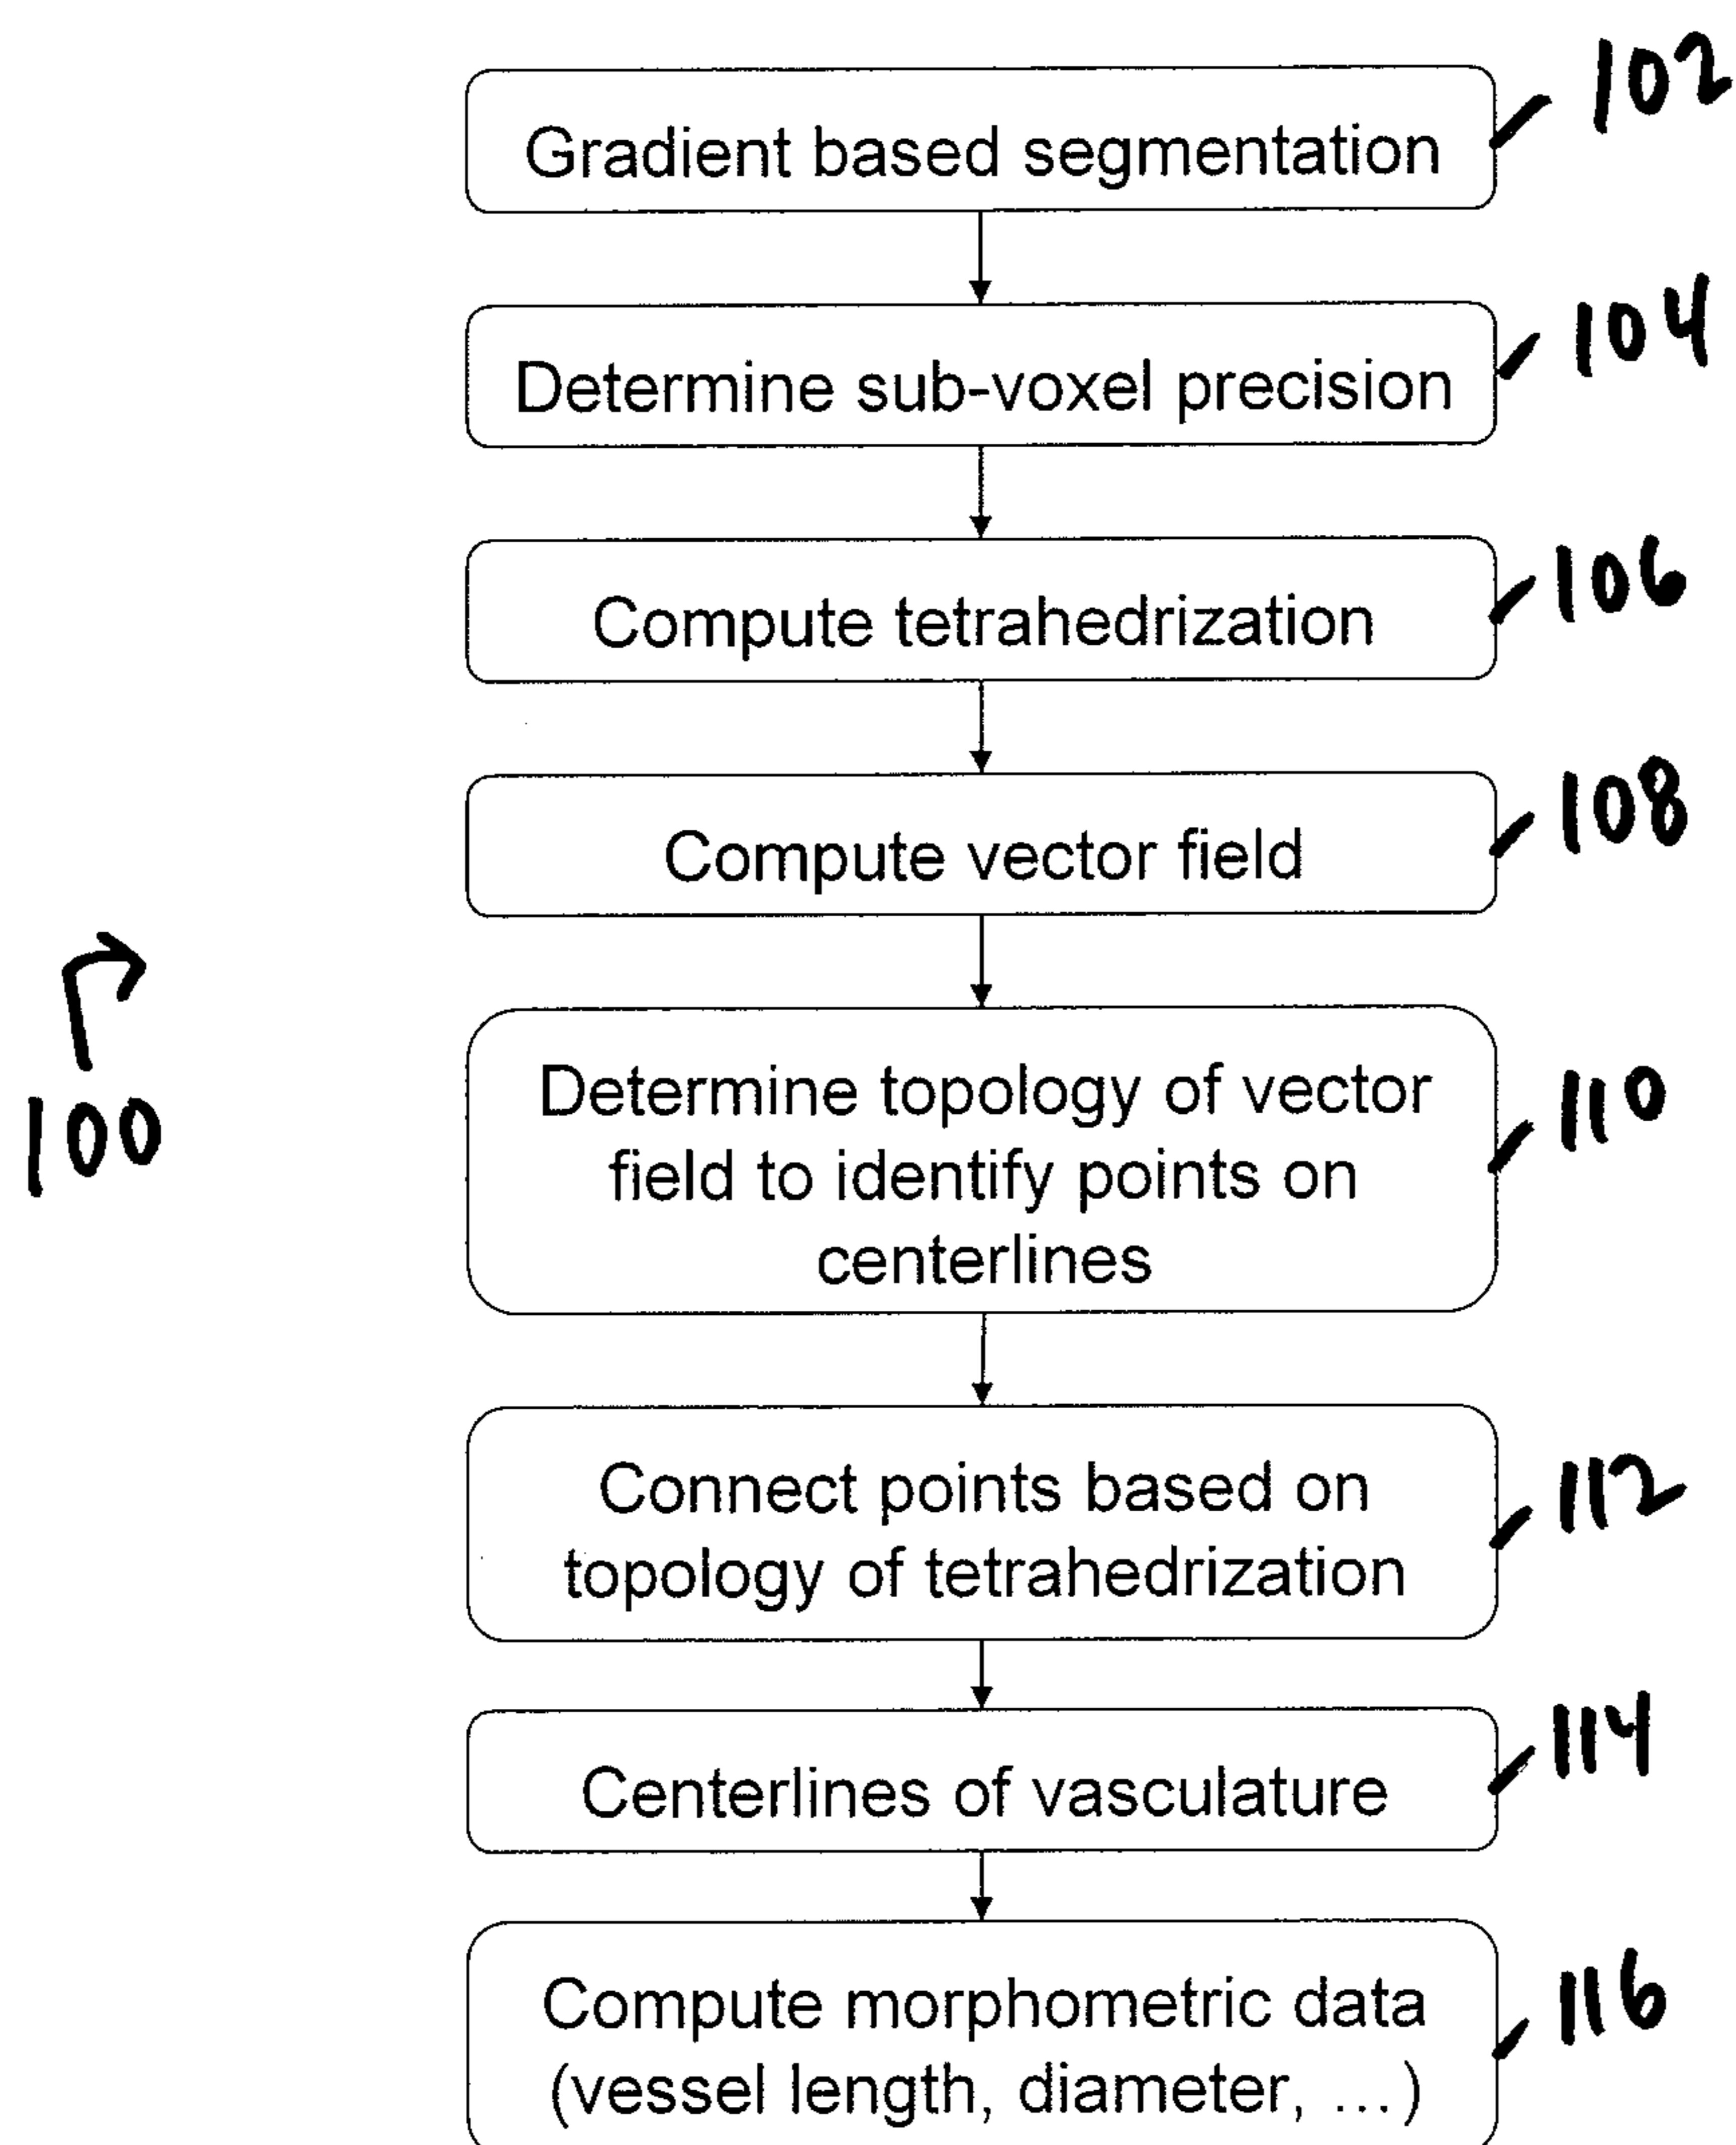 102
Gradient based segmentation
104
Determine sub-voxel precision
106
Compute tetrahedrization
108
Compute vector field
100
110
Determine topology of vector
field to identify points on
centerlines
112
Connect points based on
topology of tetrahedrization
114
Centerlines of vasculature
116
Compute morphometric data
(vessel length, diameter, ...)